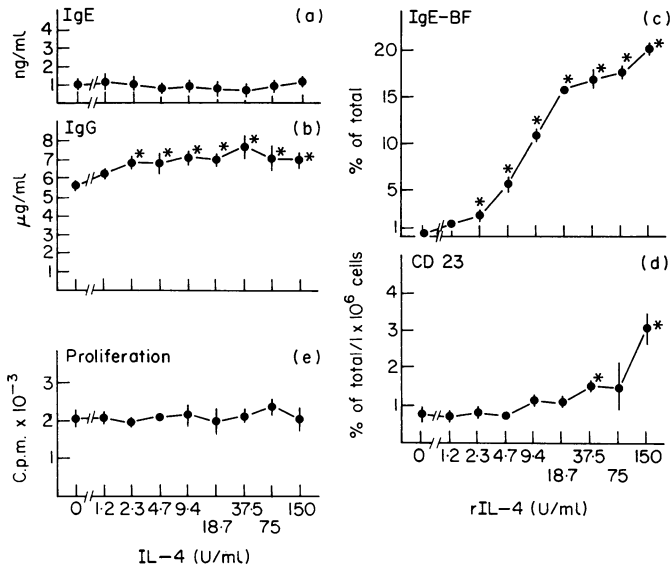 IgE (a)
ng/ml
4
3
2
1
IgG (b)
μg/ml
8
7
6
5
4
3
2
1
* * * * * * *
Proliferation (e)
C.p.m. x 10⁻³
3
2
1
0 1·2 2·3 4·7 9·4 18·7 37·5 75 150
IL-4 (U/ml)
IgE-BF (c)
% of total
20
15
10
5
1
* * * * * * *
CD 23 (d)
% of total/1 x 10⁶ cells
4
3
2
1
* *
0 1·2 2·3 4·7 9·4 18·7 37·5 75 150
rIL-4 (U/ml)